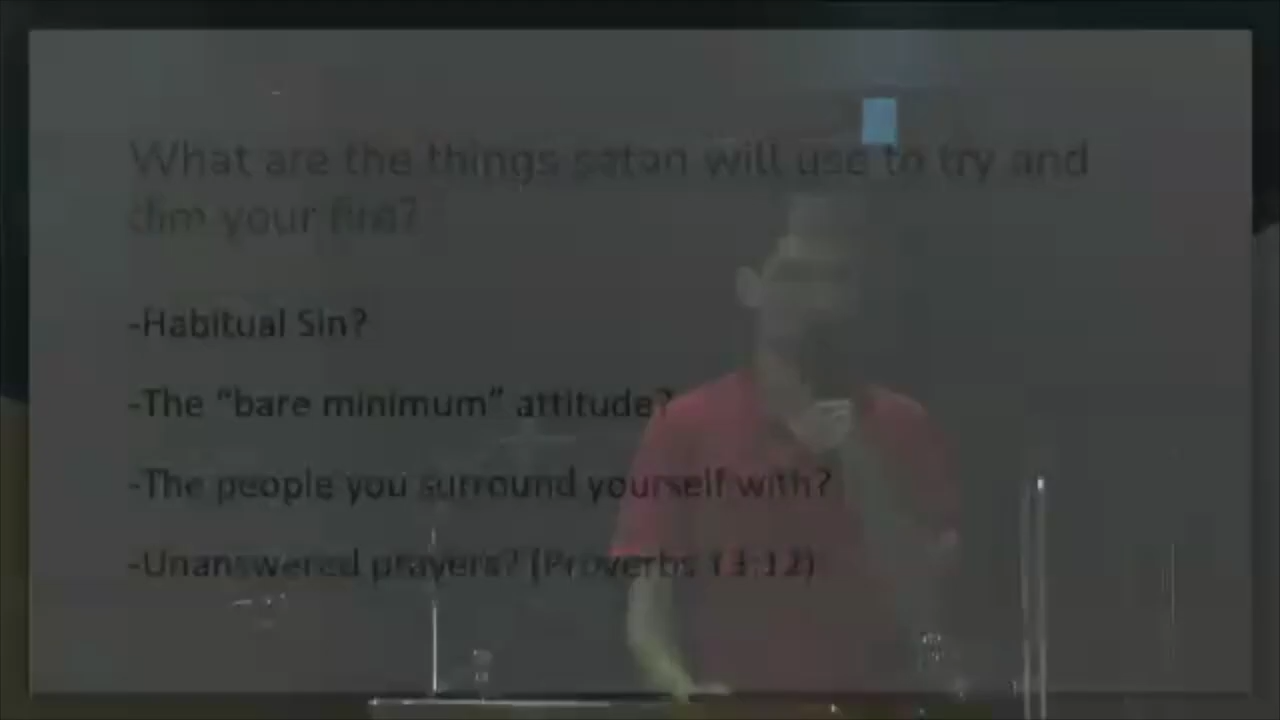 What are the things satan will use to try and
dim your fire?
-Habitual Sin?
-The "bare minimum" attitude?
-The people you surround yourself with?
-Unanswered prayers? (Proverbs 13:12)